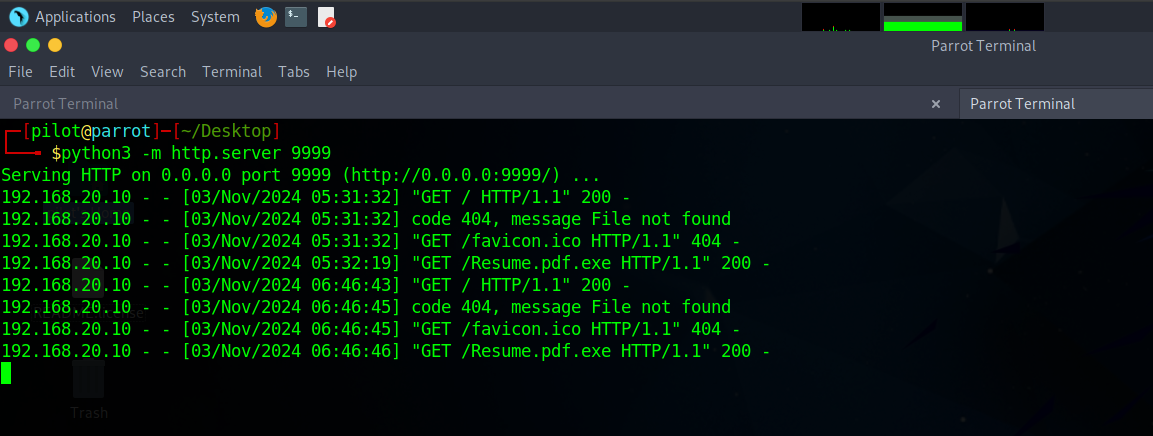 Applications Places System
Parrot Terminal
File Edit View Search Terminal Tabs Help
Parrot Terminal × Parrot Terminal
┌─[pilot@parrot]─[~/Desktop]
└──╼ $python3 -m http.server 9999
Serving HTTP on 0.0.0.0 port 9999 (http://0.0.0.0:9999/) ...
192.168.20.10 - - [03/Nov/2024 05:31:32] "GET / HTTP/1.1" 200 -
192.168.20.10 - - [03/Nov/2024 05:31:32] code 404, message File not found
192.168.20.10 - - [03/Nov/2024 05:31:32] "GET /favicon.ico HTTP/1.1" 404 -
192.168.20.10 - - [03/Nov/2024 05:32:19] "GET /Resume.pdf.exe HTTP/1.1" 200 -
192.168.20.10 - - [03/Nov/2024 06:46:43] "GET / HTTP/1.1" 200 -
192.168.20.10 - - [03/Nov/2024 06:46:45] code 404, message File not found
192.168.20.10 - - [03/Nov/2024 06:46:45] "GET /favicon.ico HTTP/1.1" 404 -
192.168.20.10 - - [03/Nov/2024 06:46:46] "GET /Resume.pdf.exe HTTP/1.1" 200 -
Trash